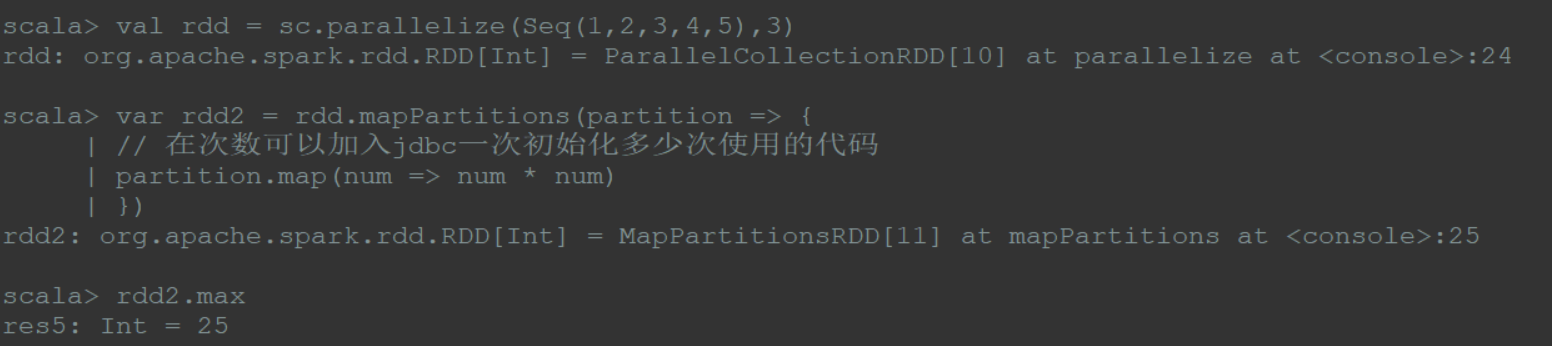 scala> val rdd = sc.parallelize(Seq(1,2,3,4,5),3)
rdd: org.apache.spark.rdd.RDD[Int] = ParallelCollectionRDD[10] at parallelize at <console>:24
scala> var rdd2 = rdd.mapPartitions(partition => {
| // 在次数可以加入jdbc一次初始化多少次使用的代码
| partition.map(num => num * num)
| })
rdd2: org.apache.spark.rdd.RDD[Int] = MapPartitionsRDD[11] at mapPartitions at <console>:25
scala> rdd2.max
res5: Int = 25